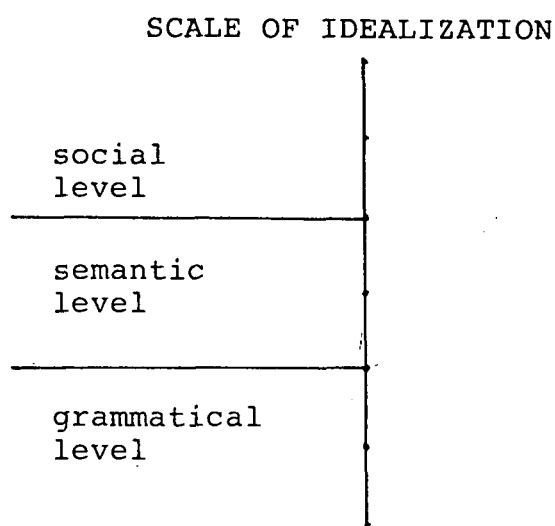 SCALE OF IDEALIZATION
social
level
semantic
level
grammatical
level